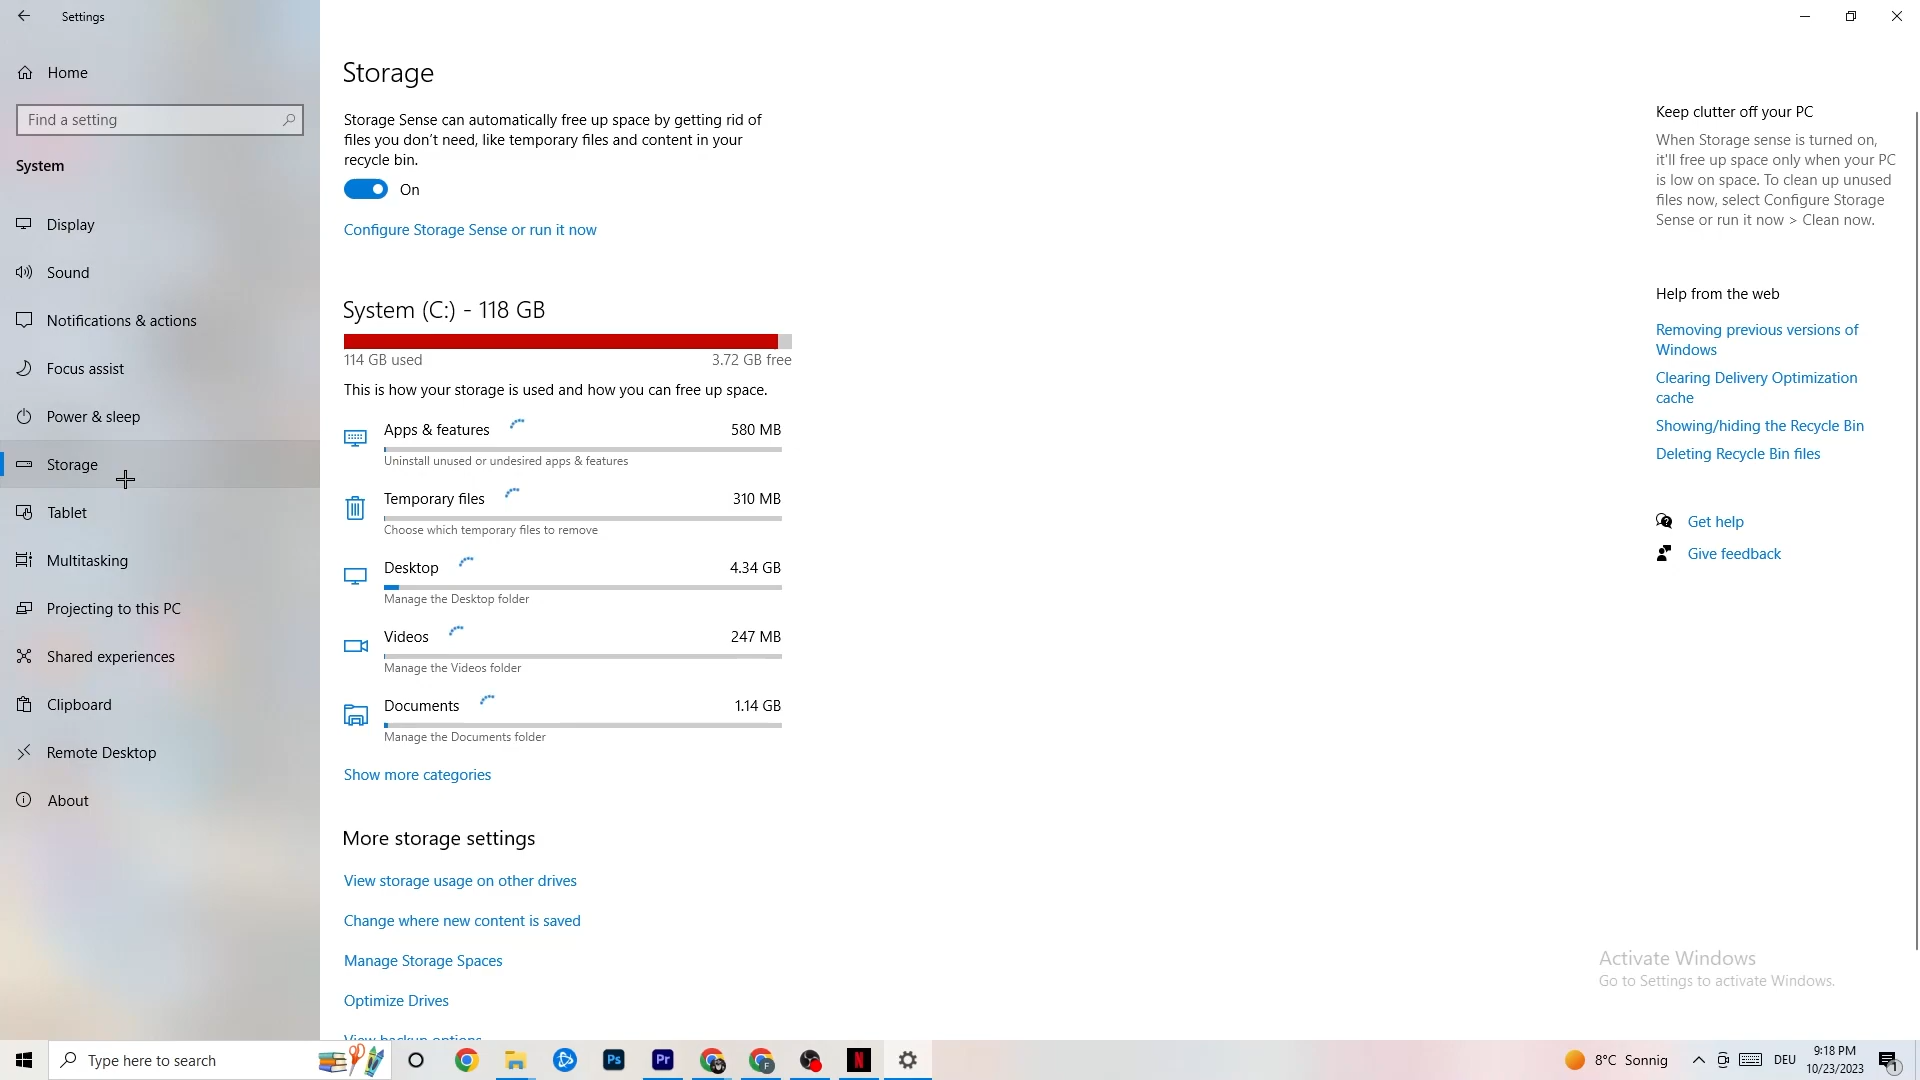 Settings
Home
Find a setting
System
Display
Sound
Notifications & actions
Focus assist
Power & sleep
Storage
Tablet
Multitasking
Projecting to this PC
Shared experiences
Clipboard
Remote Desktop
About
Storage
Storage Sense can automatically free up space by getting rid of
files you don't need, like temporary files and content in your
recycle bin.
On
Configure Storage Sense or run it now
System (C:) - 118 GB
114 GB used 3.72 GB free
This is how your storage is used and how you can free up space.
Apps & features 580 MB
Uninstall unused or undesired apps & features
Temporary files 310 MB
Choose which temporary files to remove
Desktop 4.34 GB
Manage the Desktop folder
Videos 247 MB
Manage the Videos folder
Documents 1.14 GB
Manage the Documents folder
Show more categories
More storage settings
View storage usage on other drives
Change where new content is saved
Manage Storage Spaces
Optimize Drives
View backup options
Keep clutter off your PC
When Storage sense is turned on,
it'll free up space only when your PC
is low on space. To clean up unused
files now, select Configure Storage
Sense or run it now > Clean now.
Help from the web
Removing previous versions of
Windows
Clearing Delivery Optimization
cache
Showing/hiding the Recycle Bin
Deleting Recycle Bin files
Get help
Give feedback
Activate Windows
Go to Settings to activate Windows.
Type here to search
Ps
Pr
F
N
8°C Sonnig
DEU
9:18 PM
10/23/2023
1